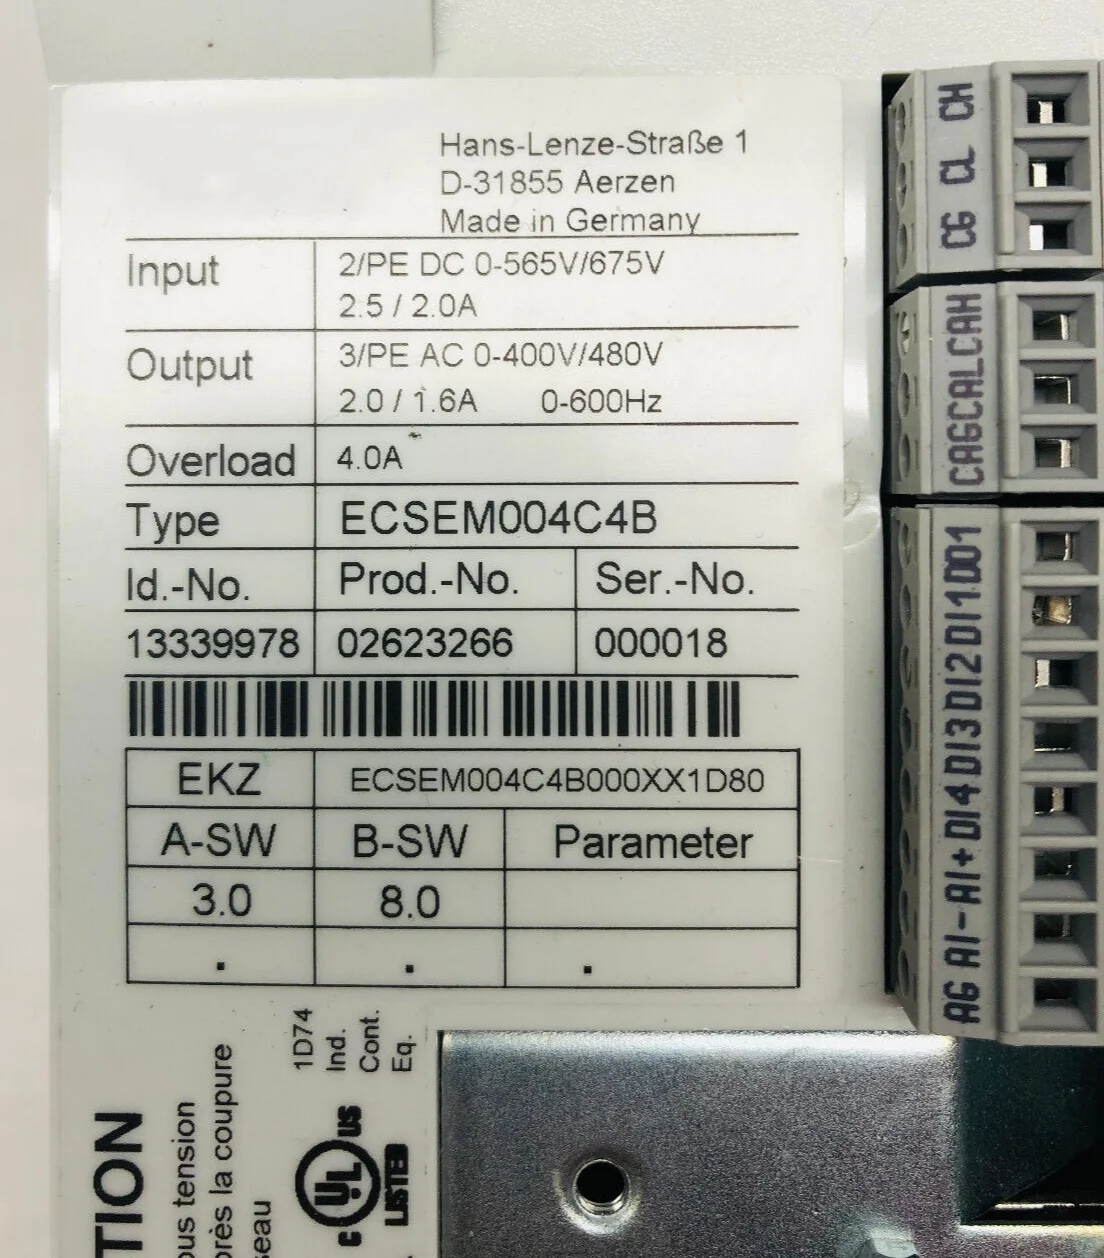 Hans-Lenze-Straße 1
D-31855 Aerzen
Made in Germany
Input
2/PE DC 0-565V/675V
2.5 / 2.0A
Output
3/PE AC 0-400V/480V
2.0 / 1.6A 0-600Hz
Overload 4.0A
Type ECSEM004C4B
Id.-No. Prod.-No. Ser.-No.
13339978 02623266 000018
EKZ ECSEM004C4B000XX1D80
A-SW B-SW Parameter
3.0 8.0
. . .
1D74
Ind.
Cont.
Eq.
c UL US
LISTED
TION
ous tension
près la coupure
seau
CG CL CH
CAG CAL CAH
AG AI- AI+ DI4 DI3 DI2 DI1 DO1